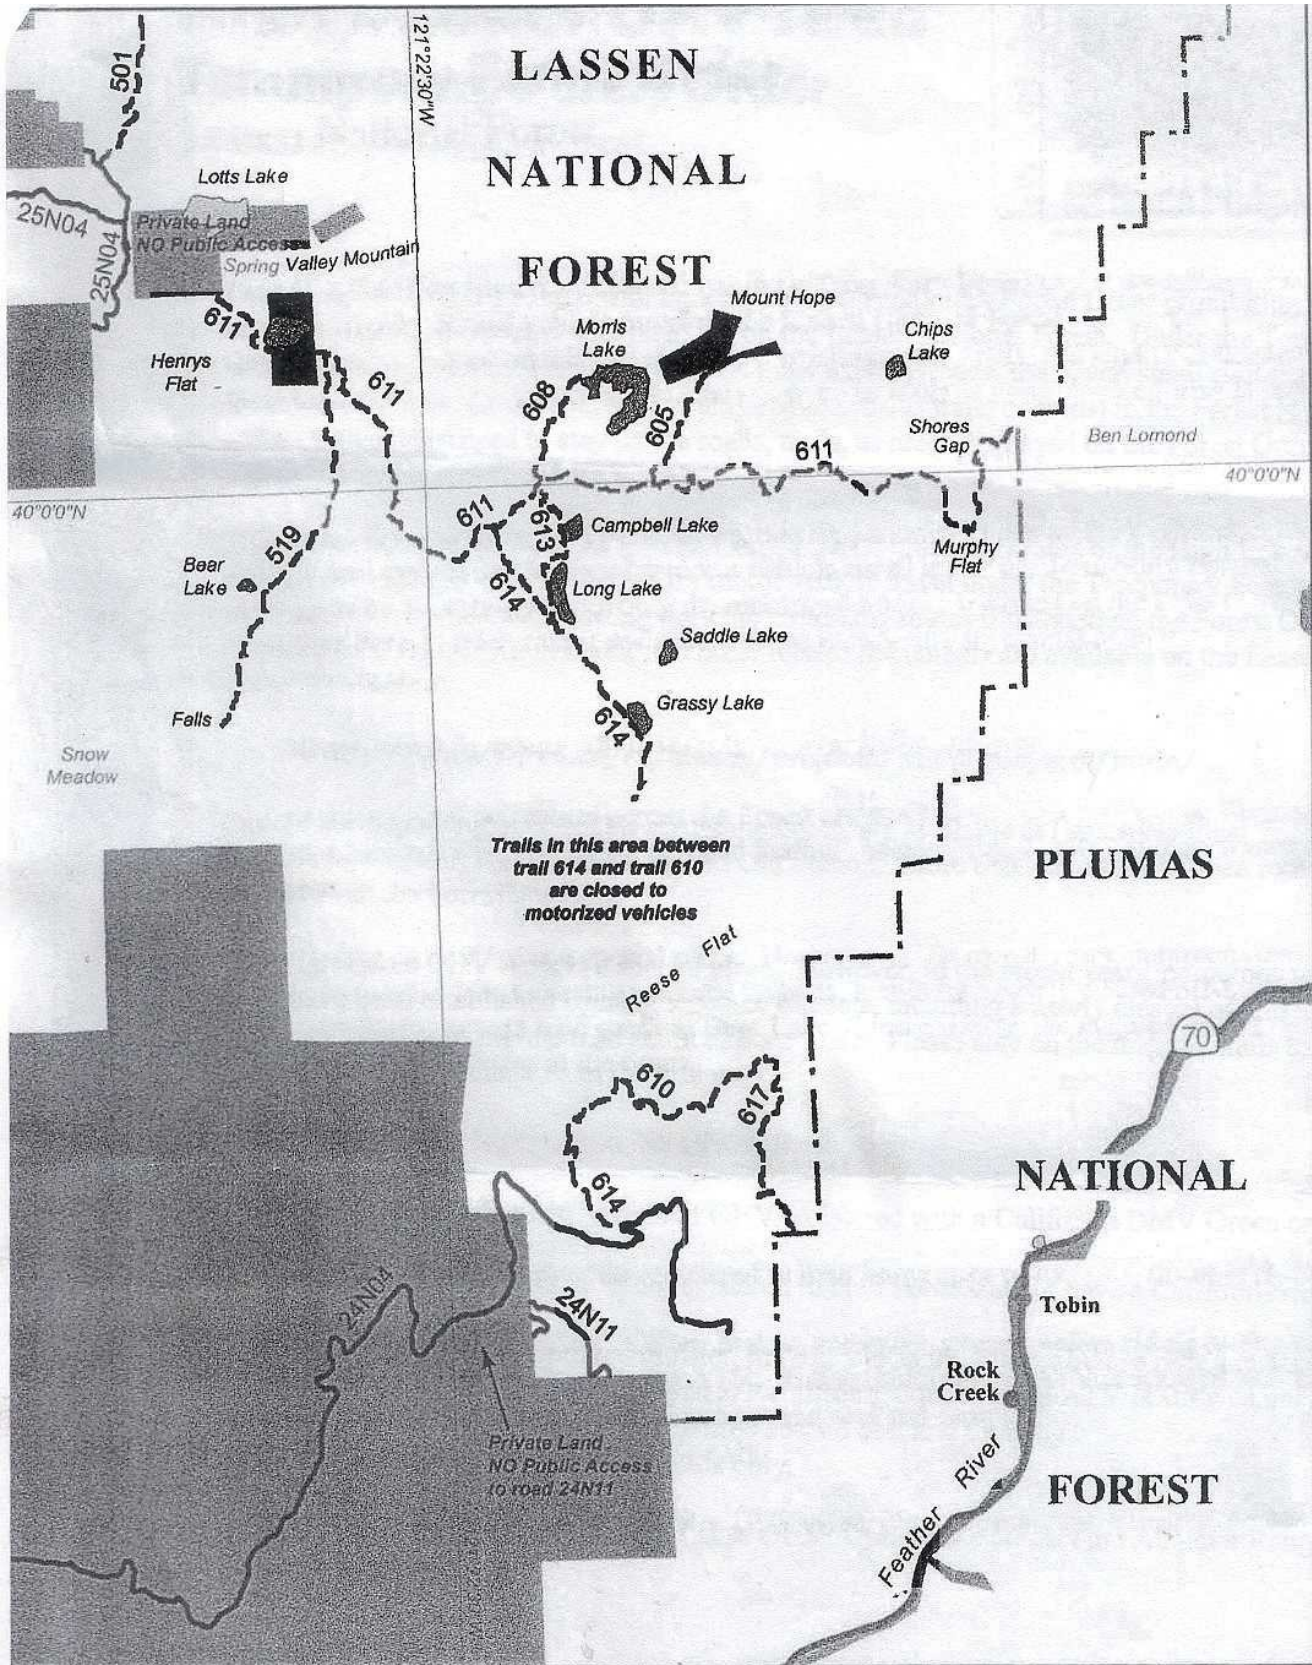 501
121°22'30"W
LASSEN
NATIONAL
FOREST
Lotts Lake
25N04
25N04
Private Land
NO Public Access
Spring Valley Mountain
Mount Hope
Morris
Lake
Chips
Lake
611
Henrys
Flat
611
608
605
Shores
Gap
Ben Lomond
611
40°0'0"N
40°0'0"N
611
613
Campbell Lake
519
Murphy
Flat
Bear
Lake
614
Long Lake
Saddle Lake
Grassy Lake
614
Falls
Snow
Meadow
Trails in this area between
trail 614 and trail 610
are closed to
motorized vehicles
PLUMAS
Reese Flat
70
610
617
614
NATIONAL
24N04
24N11
Tobin
Rock
Creek
Private Land
NO Public Access
to road 24N11
Feather River
FOREST